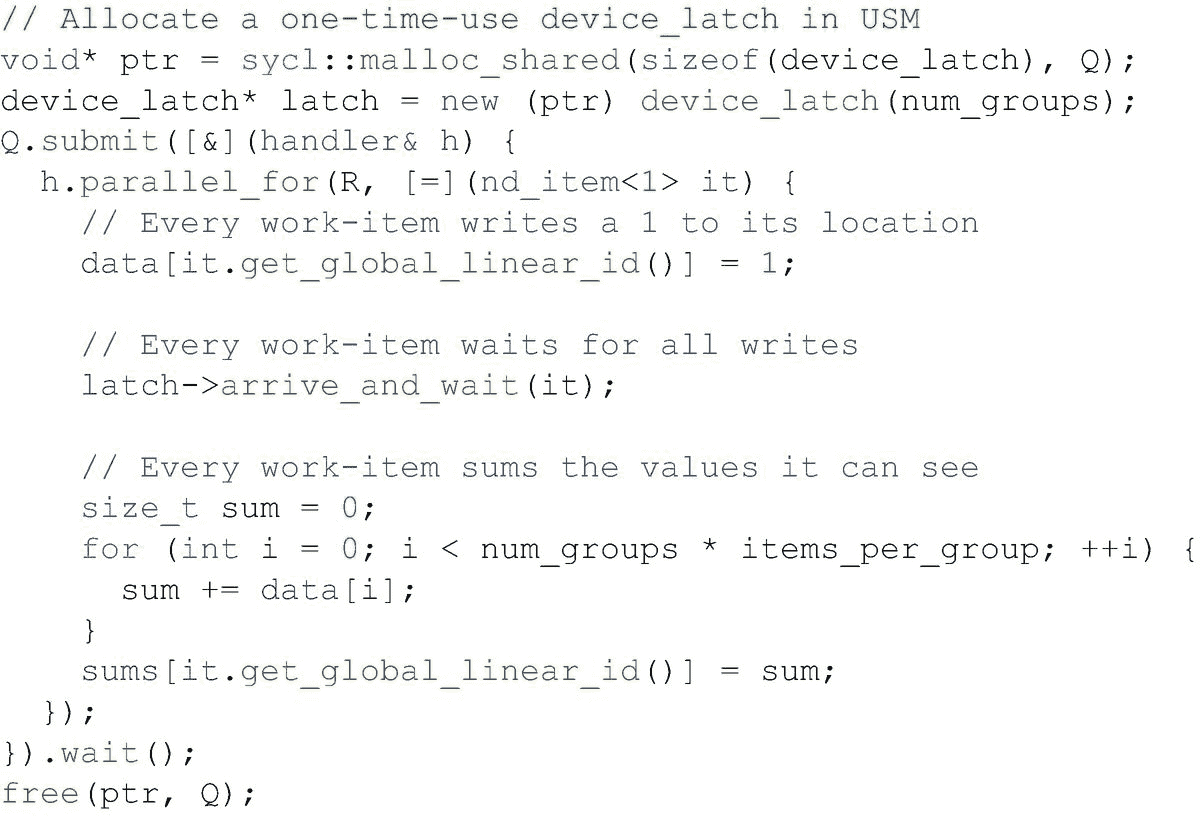 // Allocate a one-time-use device_latch in USM
void* ptr = sycl::malloc_shared(sizeof(device_latch), Q);
device_latch* latch = new (ptr) device_latch(num_groups);
Q.submit([&](handler& h) {
  h.parallel_for(R, [=](nd_item<1> it) {
    // Every work-item writes a 1 to its location
    data[it.get_global_linear_id()] = 1;

    // Every work-item waits for all writes
    latch->arrive_and_wait(it);

    // Every work-item sums the values it can see
    size_t sum = 0;
    for (int i = 0; i < num_groups * items_per_group; ++i) {
      sum += data[i];
    }
    sums[it.get_global_linear_id()] = sum;
  });
}).wait();
free(ptr, Q);